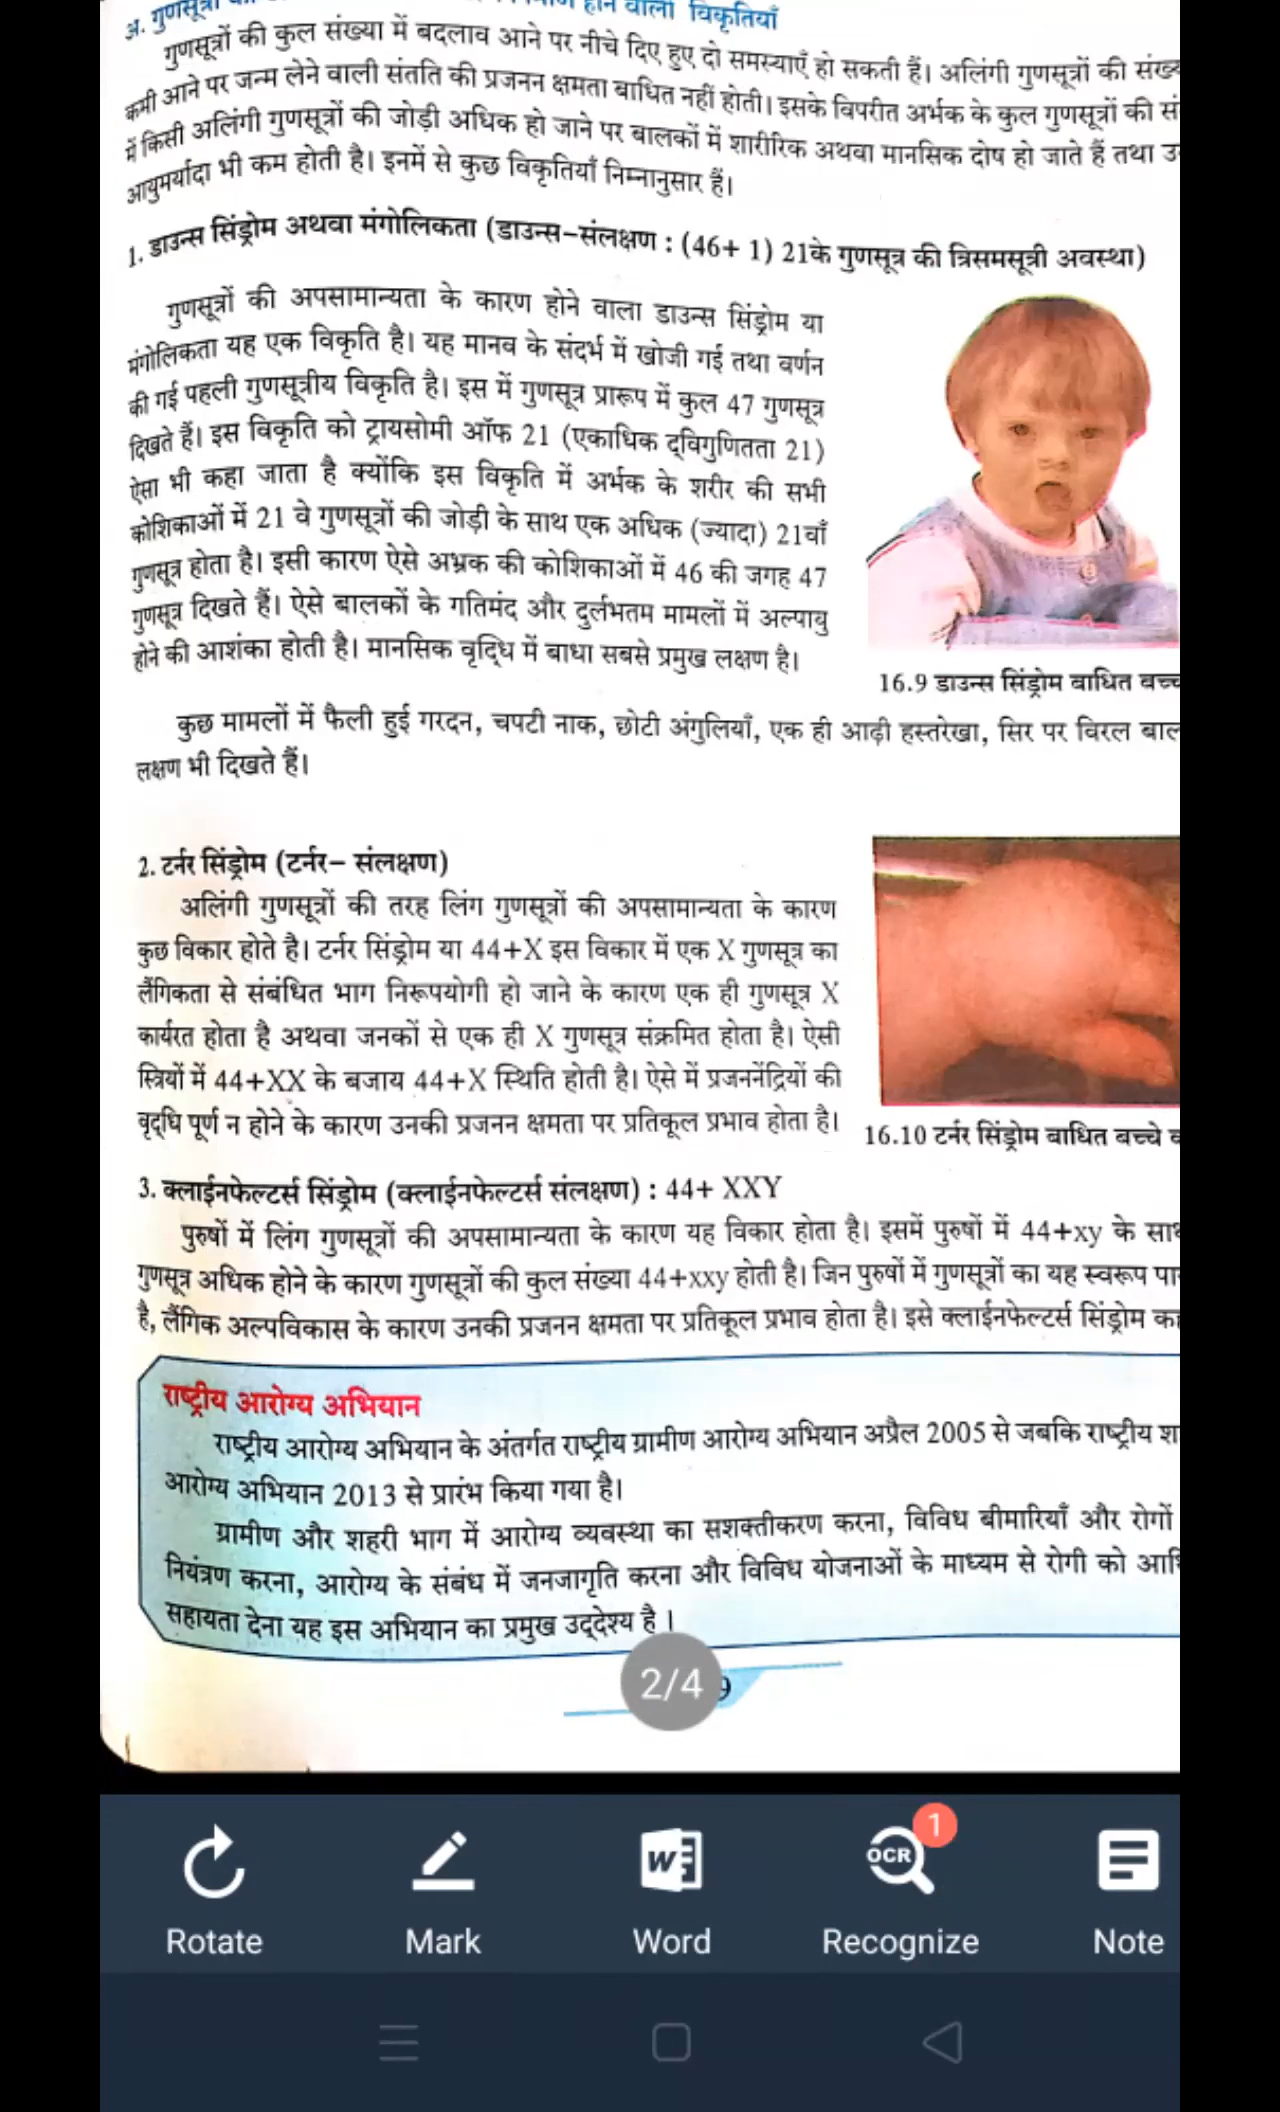 अ. गुणसूत्रों होने वाली विकृतियाँ
गुणसूत्रों की कुल संख्या में बदलाव आने पर नीचे दिए हुए दो समस्याएँ हो सकती हैं। अलिंगी गुणसूत्रों की
कमी आने पर जन्म लेने वाली संतति की प्रजनन क्षमता बाधित नहीं होती। इसके विपरीत अर्भक के कुल गुणसूत्रों की
में किसी अलिंगी गुणसूत्रों की जोड़ी अधिक हो जाने पर बालकों में शारीरिक अथवा मानसिक दोष हो जाते हैं तथा
आयुमर्यादा भी कम होती है। इनमें से कुछ विकृतियाँ निम्नानुसार हैं।
1. डाउन्स सिंड्रोम अथवा मंगोलिकता (डाउन्स-संलक्षण : (46+ 1) 21के गुणसूत्र की त्रिसमसूत्री अवस्था)
गुणसूत्रों की अपसामान्यता के कारण होने वाला डाउन्स सिंड्रोम या
मंगोलिकता यह एक विकृति है। यह मानव के संदर्भ में खोजी गई तथा वर्णन
की गई पहली गुणसूत्रीय विकृति है। इस में गुणसूत्र प्रारूप में कुल 47 गुणसूत्र
दिखते हैं। इस विकृति को ट्रायसोमी ऑफ 21 (एकाधिक द्विगुणितता 21)
ऐसा भी कहा जाता है क्योंकि इस विकृति में अर्भक के शरीर की सभी
कोशिकाओं में 21 वे गुणसूत्रों की जोड़ी के साथ एक अधिक (ज्यादा) 21वाँ
गुणसूत्र होता है। इसी कारण ऐसे अभ्रक की कोशिकाओं में 46 की जगह 47
गुणसूत्र दिखते हैं। ऐसे बालकों के गतिमंद और दुर्लभतम मामलों में अल्पायु
होने की आशंका होती है। मानसिक वृद्धि में बाधा सबसे प्रमुख लक्षण है।
16.9 डाउन्स सिंड्रोम बाधित
कुछ मामलों में फैली हुई गरदन, चपटी नाक, छोटी अंगुलियाँ, एक ही आढ़ी हस्तरेखा, सिर पर विरल बाल
लक्षण भी दिखते हैं।
2. टर्नर सिंड्रोम (टर्नर- संलक्षण)
अलिंगी गुणसूत्रों की तरह लिंग गुणसूत्रों की अपसामान्यता के कारण
कुछ विकार होते है। टर्नर सिंड्रोम या 44+X इस विकार में एक X गुणसूत्र का
लैंगिकता से संबंधित भाग निरूपयोगी हो जाने के कारण एक ही गुणसूत्र X
कार्यरत होता है अथवा जनकों से एक ही X गुणसूत्र संक्रमित होता है। ऐसी
स्त्रियों में 44+XX के बजाय 44+X स्थिति होती है। ऐसे में प्रजननेंद्रियों की
वृद्धि पूर्ण न होने के कारण उनकी प्रजनन क्षमता पर प्रतिकूल प्रभाव होता है।
16.10 टर्नर सिंड्रोम बाधित बच्चे
3. क्लाईनफेल्टर्स सिंड्रोम (क्लाईनफेल्टर्स संलक्षण) : 44+ XXY
पुरुषों में लिंग गुणसूत्रों की अपसामान्यता के कारण यह विकार होता है। इसमें पुरुषों में 44+xy के
गुणसूत्र अधिक होने के कारण गुणसूत्रों की कुल संख्या 44+xxy होती है। जिन पुरुषों में गुणसूत्रों का यह स्वरूप
है, लैंगिक अल्पविकास के कारण उनकी प्रजनन क्षमता पर प्रतिकूल प्रभाव होता है। इसे क्लाईनफेल्टर्स सिंड्रोम
राष्ट्रीय आरोग्य अभियान
राष्ट्रीय आरोग्य अभियान के अंतर्गत राष्ट्रीय ग्रामीण आरोग्य अभियान अप्रैल 2005 से जबकि राष्ट्रीय
आरोग्य अभियान 2013 से प्रारंभ किया गया है।
ग्रामीण और शहरी भाग में आरोग्य व्यवस्था का सशक्तीकरण करना, विविध बीमारियाँ और रोगों
नियंत्रण करना, आरोग्य के संबंध में जनजागृति करना और विविध योजनाओं के माध्यम से रोगी को
सहायता देना यह इस अभियान का प्रमुख उद्देश्य है ।
2/4
9
1
Rotate Mark Word Recognize Note